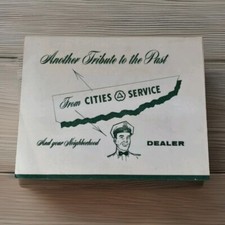 Another Tribute to the Past
From CITIES SERVICE
And your Neighborhood DEALER